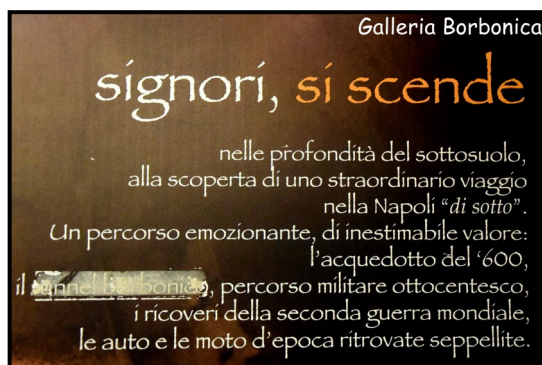 Galleria Borbonica
signori, si scende
nelle profondità del sottosuolo,
alla scoperta di uno straordinario viaggio
nella Napoli “di sotto”.
Un percorso emozionante, di inestimabile valore:
l’acquedotto del ‘600,
il tunnel borbonico, percorso militare ottocentesco,
i ricoveri della seconda guerra mondiale,
le auto e le moto d’epoca ritrovate seppellite.